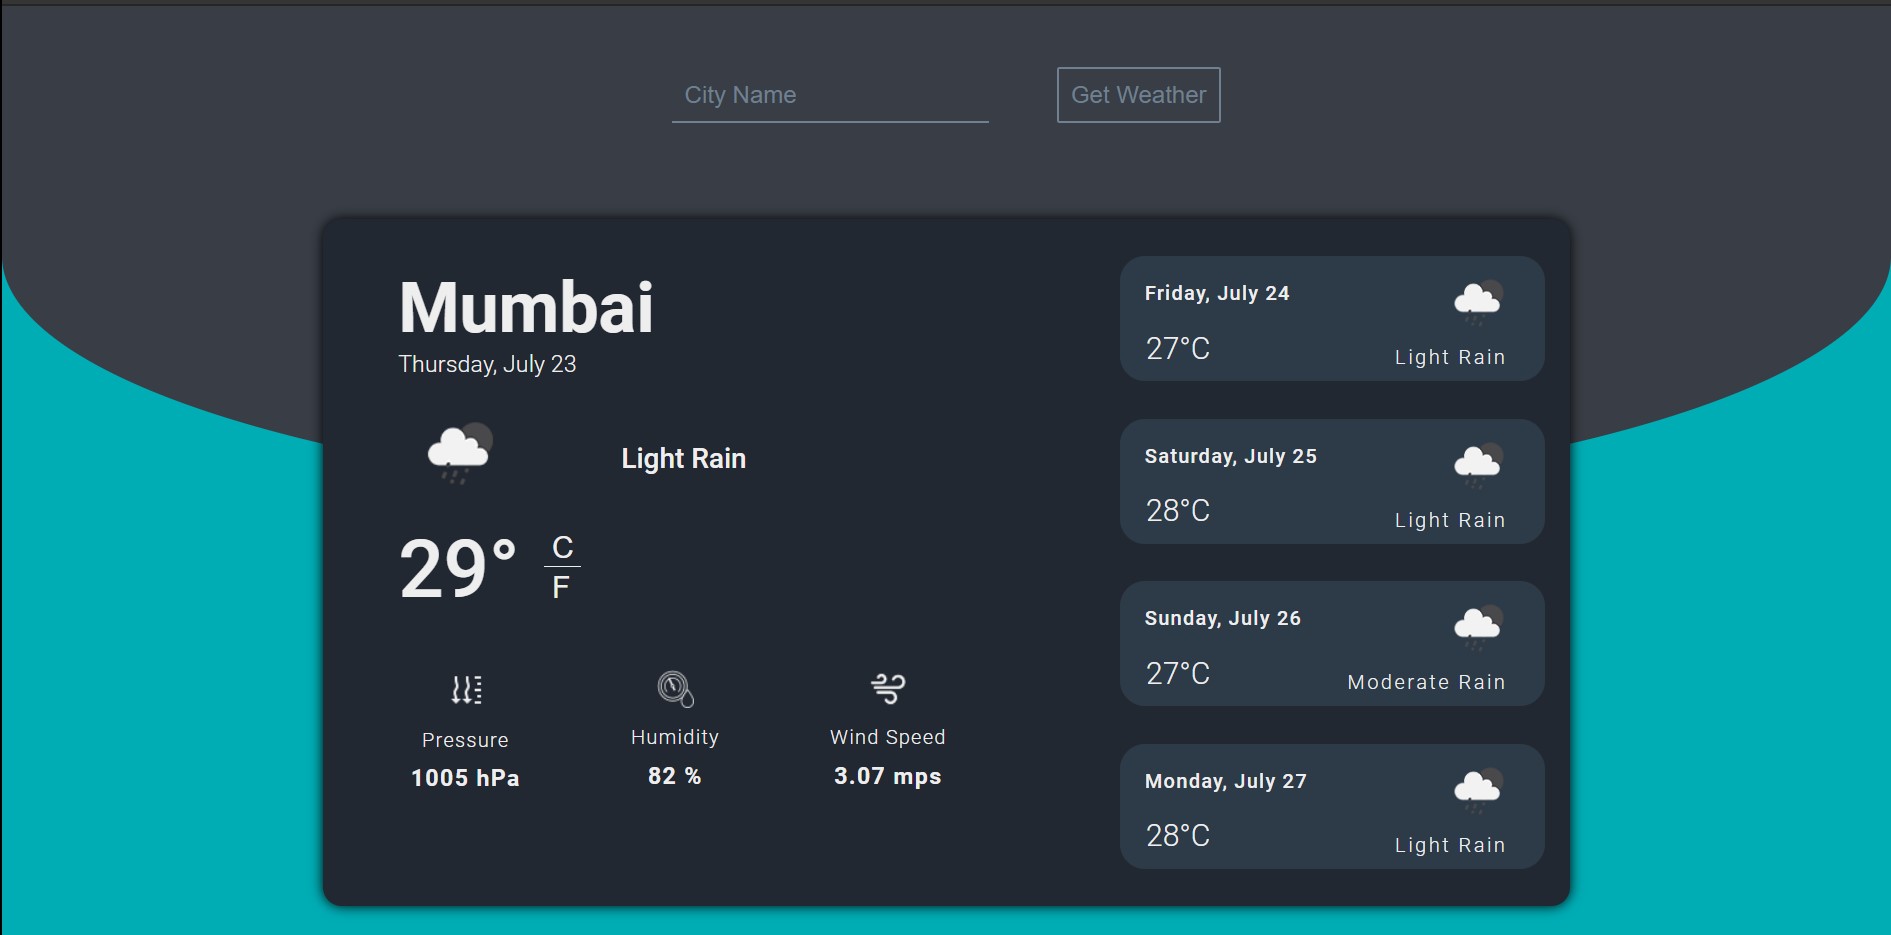 City Name
Get Weather
Mumbai
Thursday, July 23
Light Rain
29°
C
F
Pressure
1005 hPa
Humidity
82 %
Wind Speed
3.07 mps
Friday, July 24
27°C
Light Rain
Saturday, July 25
28°C
Light Rain
Sunday, July 26
27°C
Moderate Rain
Monday, July 27
28°C
Light Rain